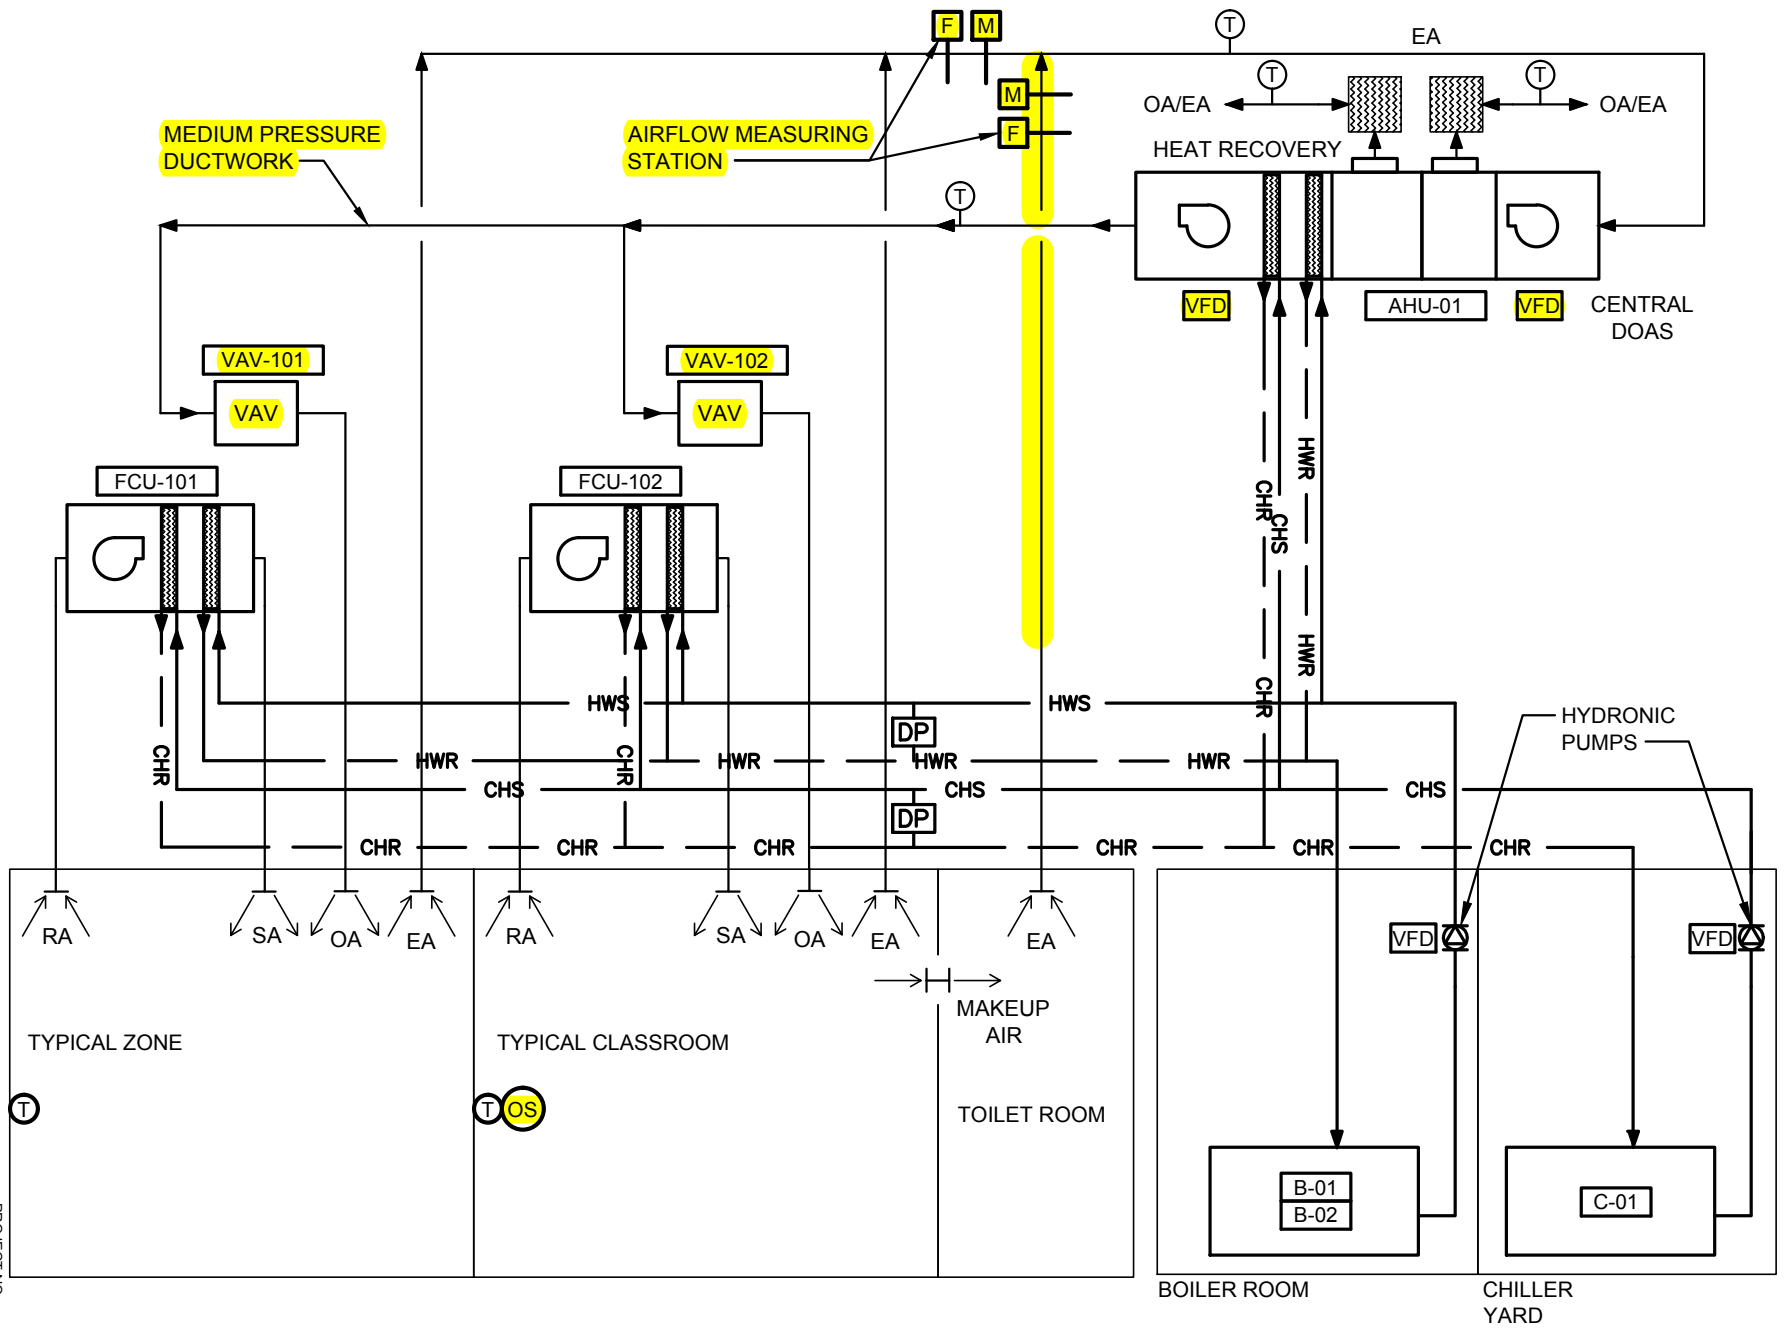 F
M
T
EA
M
F
T
T
OA/EA
OA/EA
MEDIUM PRESSURE
DUCTWORK
AIRFLOW MEASURING
STATION
HEAT RECOVERY
T
VFD
AHU-01
VFD
CENTRAL
DOAS
VAV-101
VAV-102
VAV
VAV
FCU-101
FCU-102
HWR
CHR
CHS
HWR
CHR
HWS
HWS
DP
HYDRONIC
PUMPS
CHR
CHR
HWR
HWR
HWR
CHS
CHS
CHS
DP
CHR
CHR
CHR
CHR
CHR
CHR
RA
SA
OA
EA
RA
SA
OA
EA
EA
VFD
VFD
MAKEUP
AIR
TYPICAL ZONE
TYPICAL CLASSROOM
T
T
OS
TOILET ROOM
B-01
B-02
C-01
BOILER ROOM
CHILLER
YARD